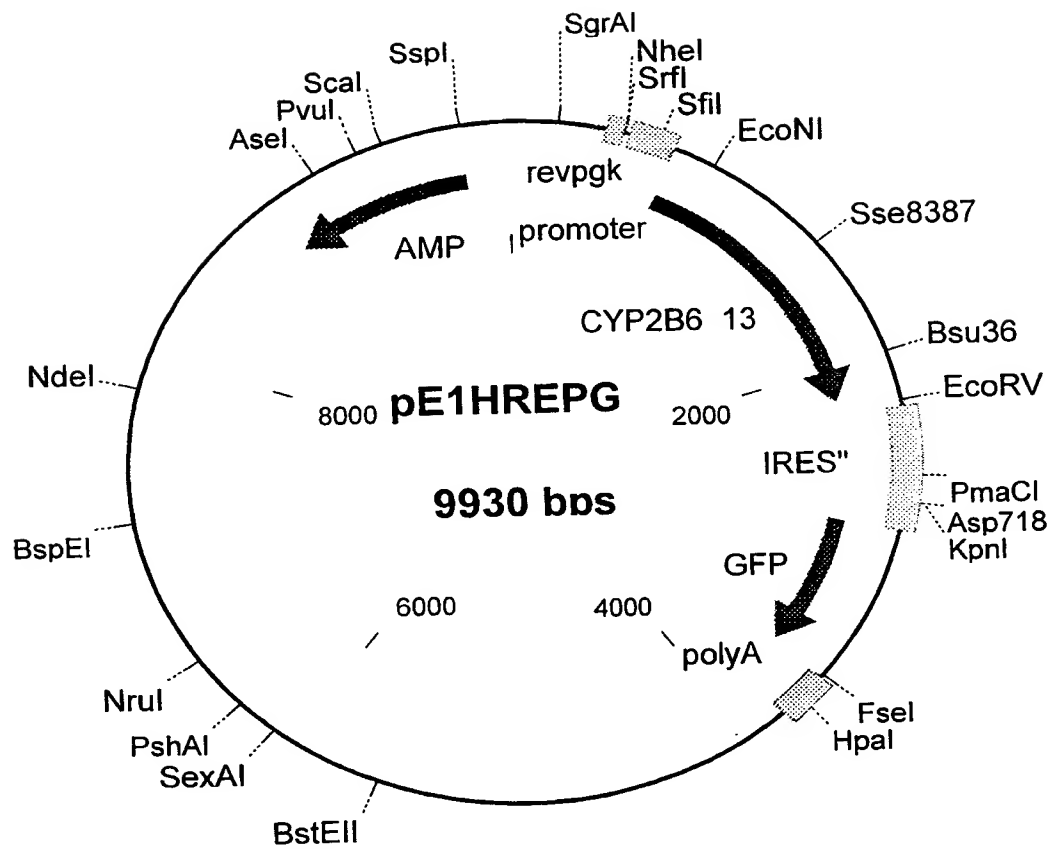 SgrAI
NheI
SrfI
SfiI
SspI
ScaI
PvuI
AseI
EcoNI
revpgk
promoter
AMP
Sse8387
CYP2B6 13
Bsu36
EcoRV
NdeI
8000
pE1HREPG
2000
IRES"
9930 bps
PmaCI
Asp718
KpnI
BspEI
GFP
6000
4000
polyA
NruI
PshAI
SexAI
BstEII
FseI
HpaI